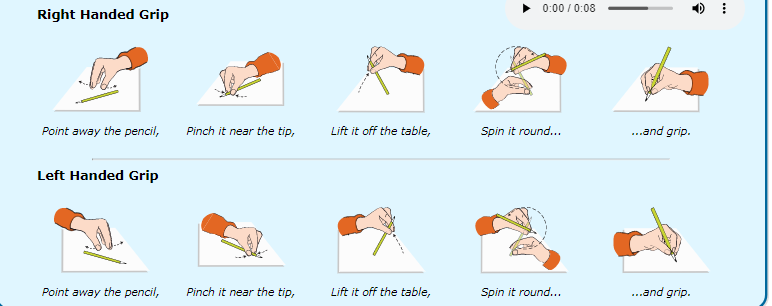 Right Handed Grip
0:00 / 0:08
Point away the pencil, Pinch it near the tip, Lift it off the table, Spin it round... ...and grip.
Left Handed Grip
Point away the pencil, Pinch it near the tip, Lift it off the table, Spin it round... ...and grip.